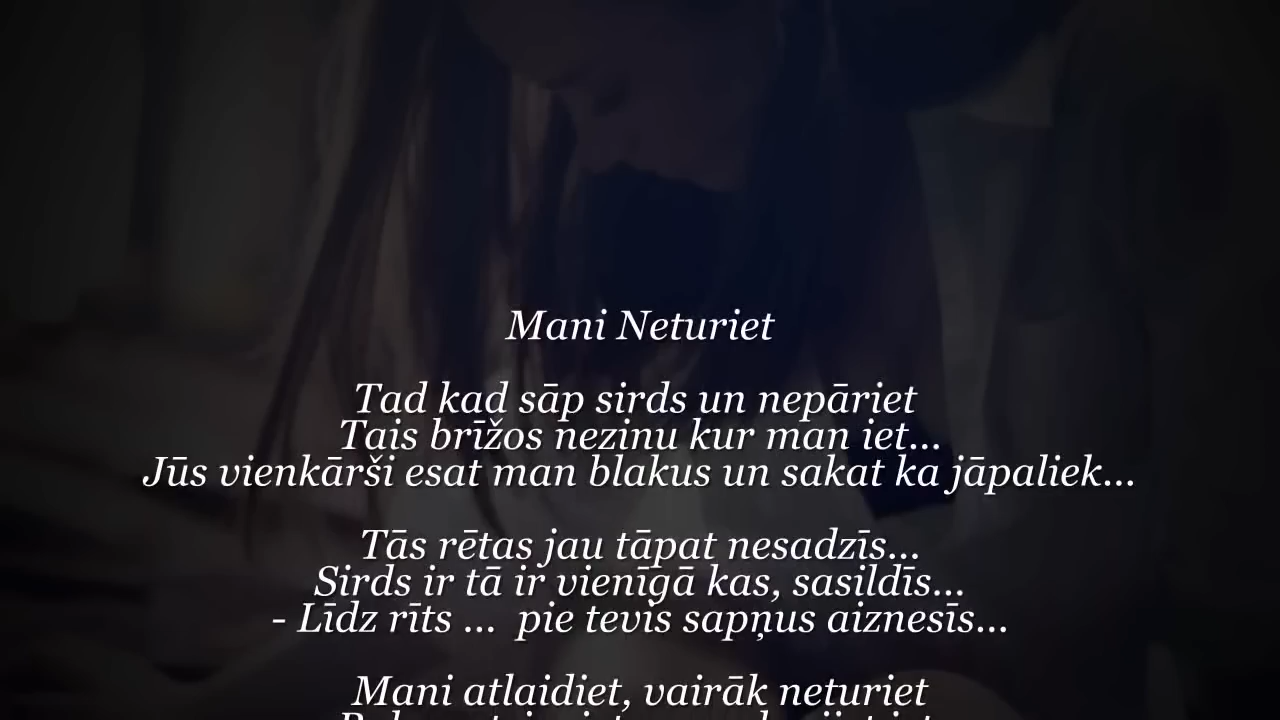 Mani Neturiet
Tad kad sāp sirds un nepāriet
Tais brīžos nezinu kur man iet...
Jūs vienkārši esat man blakus un sakat ka jāpaliek...
Tās rētas jau tāpat nesadzīs...
Sirds ir tā ir vienīgā kas, sasildīs...
- Līdz rīts ... pie tevis sapņus aiznesīs...
Mani atlaidiet, vairāk neturiet